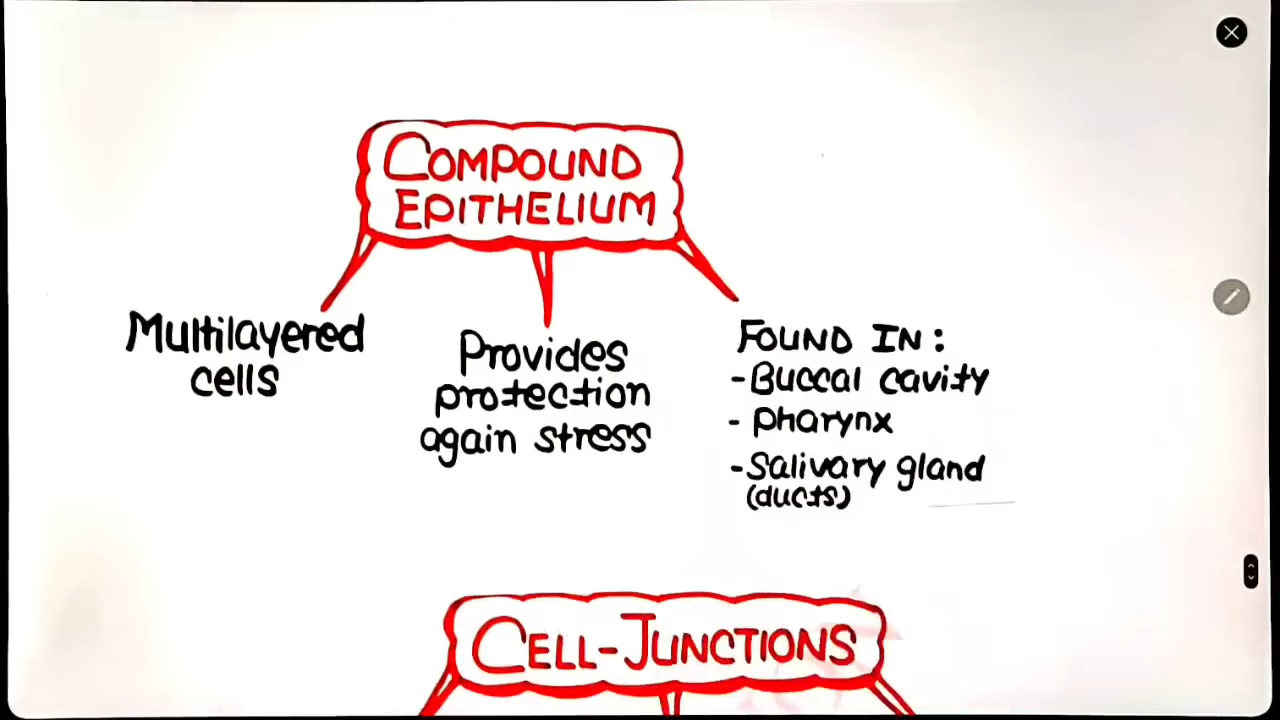 COMPOUND
EPITHELIUM
Multilayered
cells
Provides
protection
again stress
FOUND IN:
-Buccal cavity
- Pharynx
-Salivary gland
(ducts)
CELL-JUNCTIONS